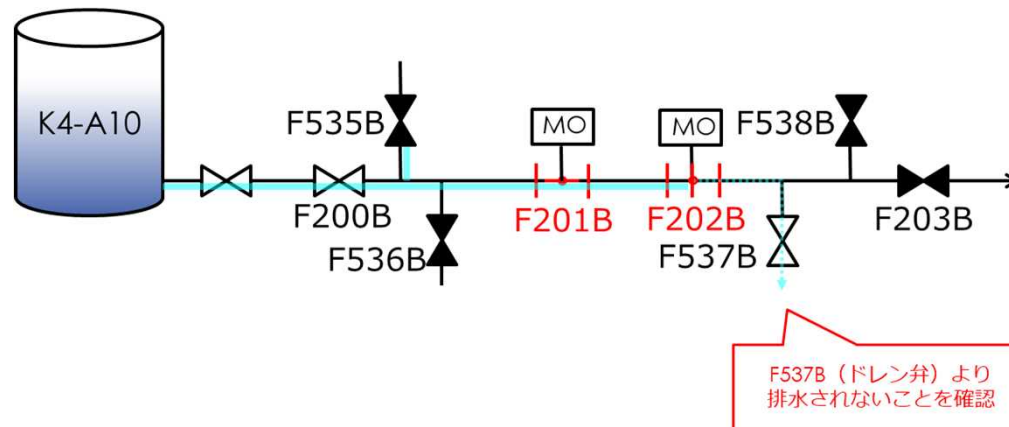 K4-A10
F535B
MO
MO
F538B
F200B
F201B
F202B
F203B
F536B
F537B
F537B（ドレン弁）より
排水されないことを確認